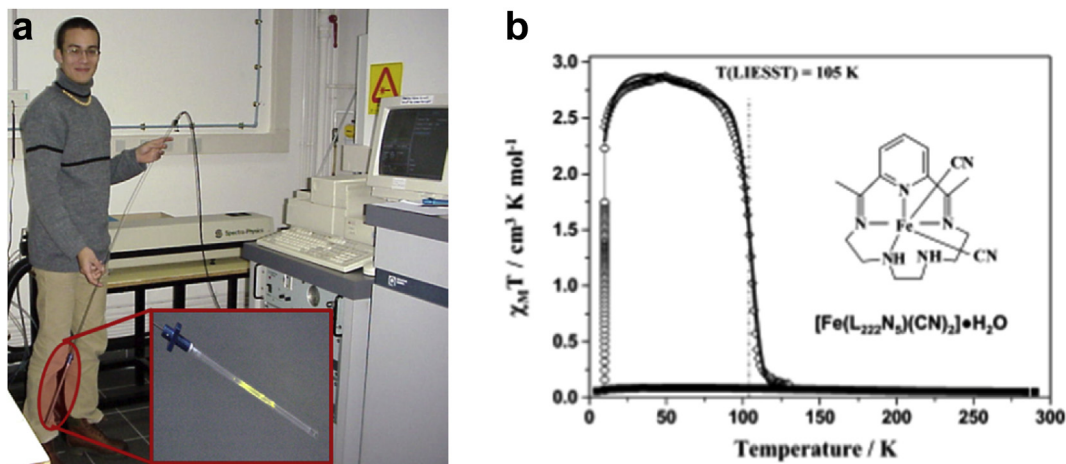 a
Spectra-Physics
b
T(LIESST) = 105 K
3.0
2.5
2.0
1.5
1.0
0.5
0.0
χMT / cm³ K mol⁻¹
0
50
100
150
200
250
300
Temperature / K
CN
N
N
Fe
N
NH
NH
CN
[Fe(L₂₂₂N₅)(CN)₂]●H₂O